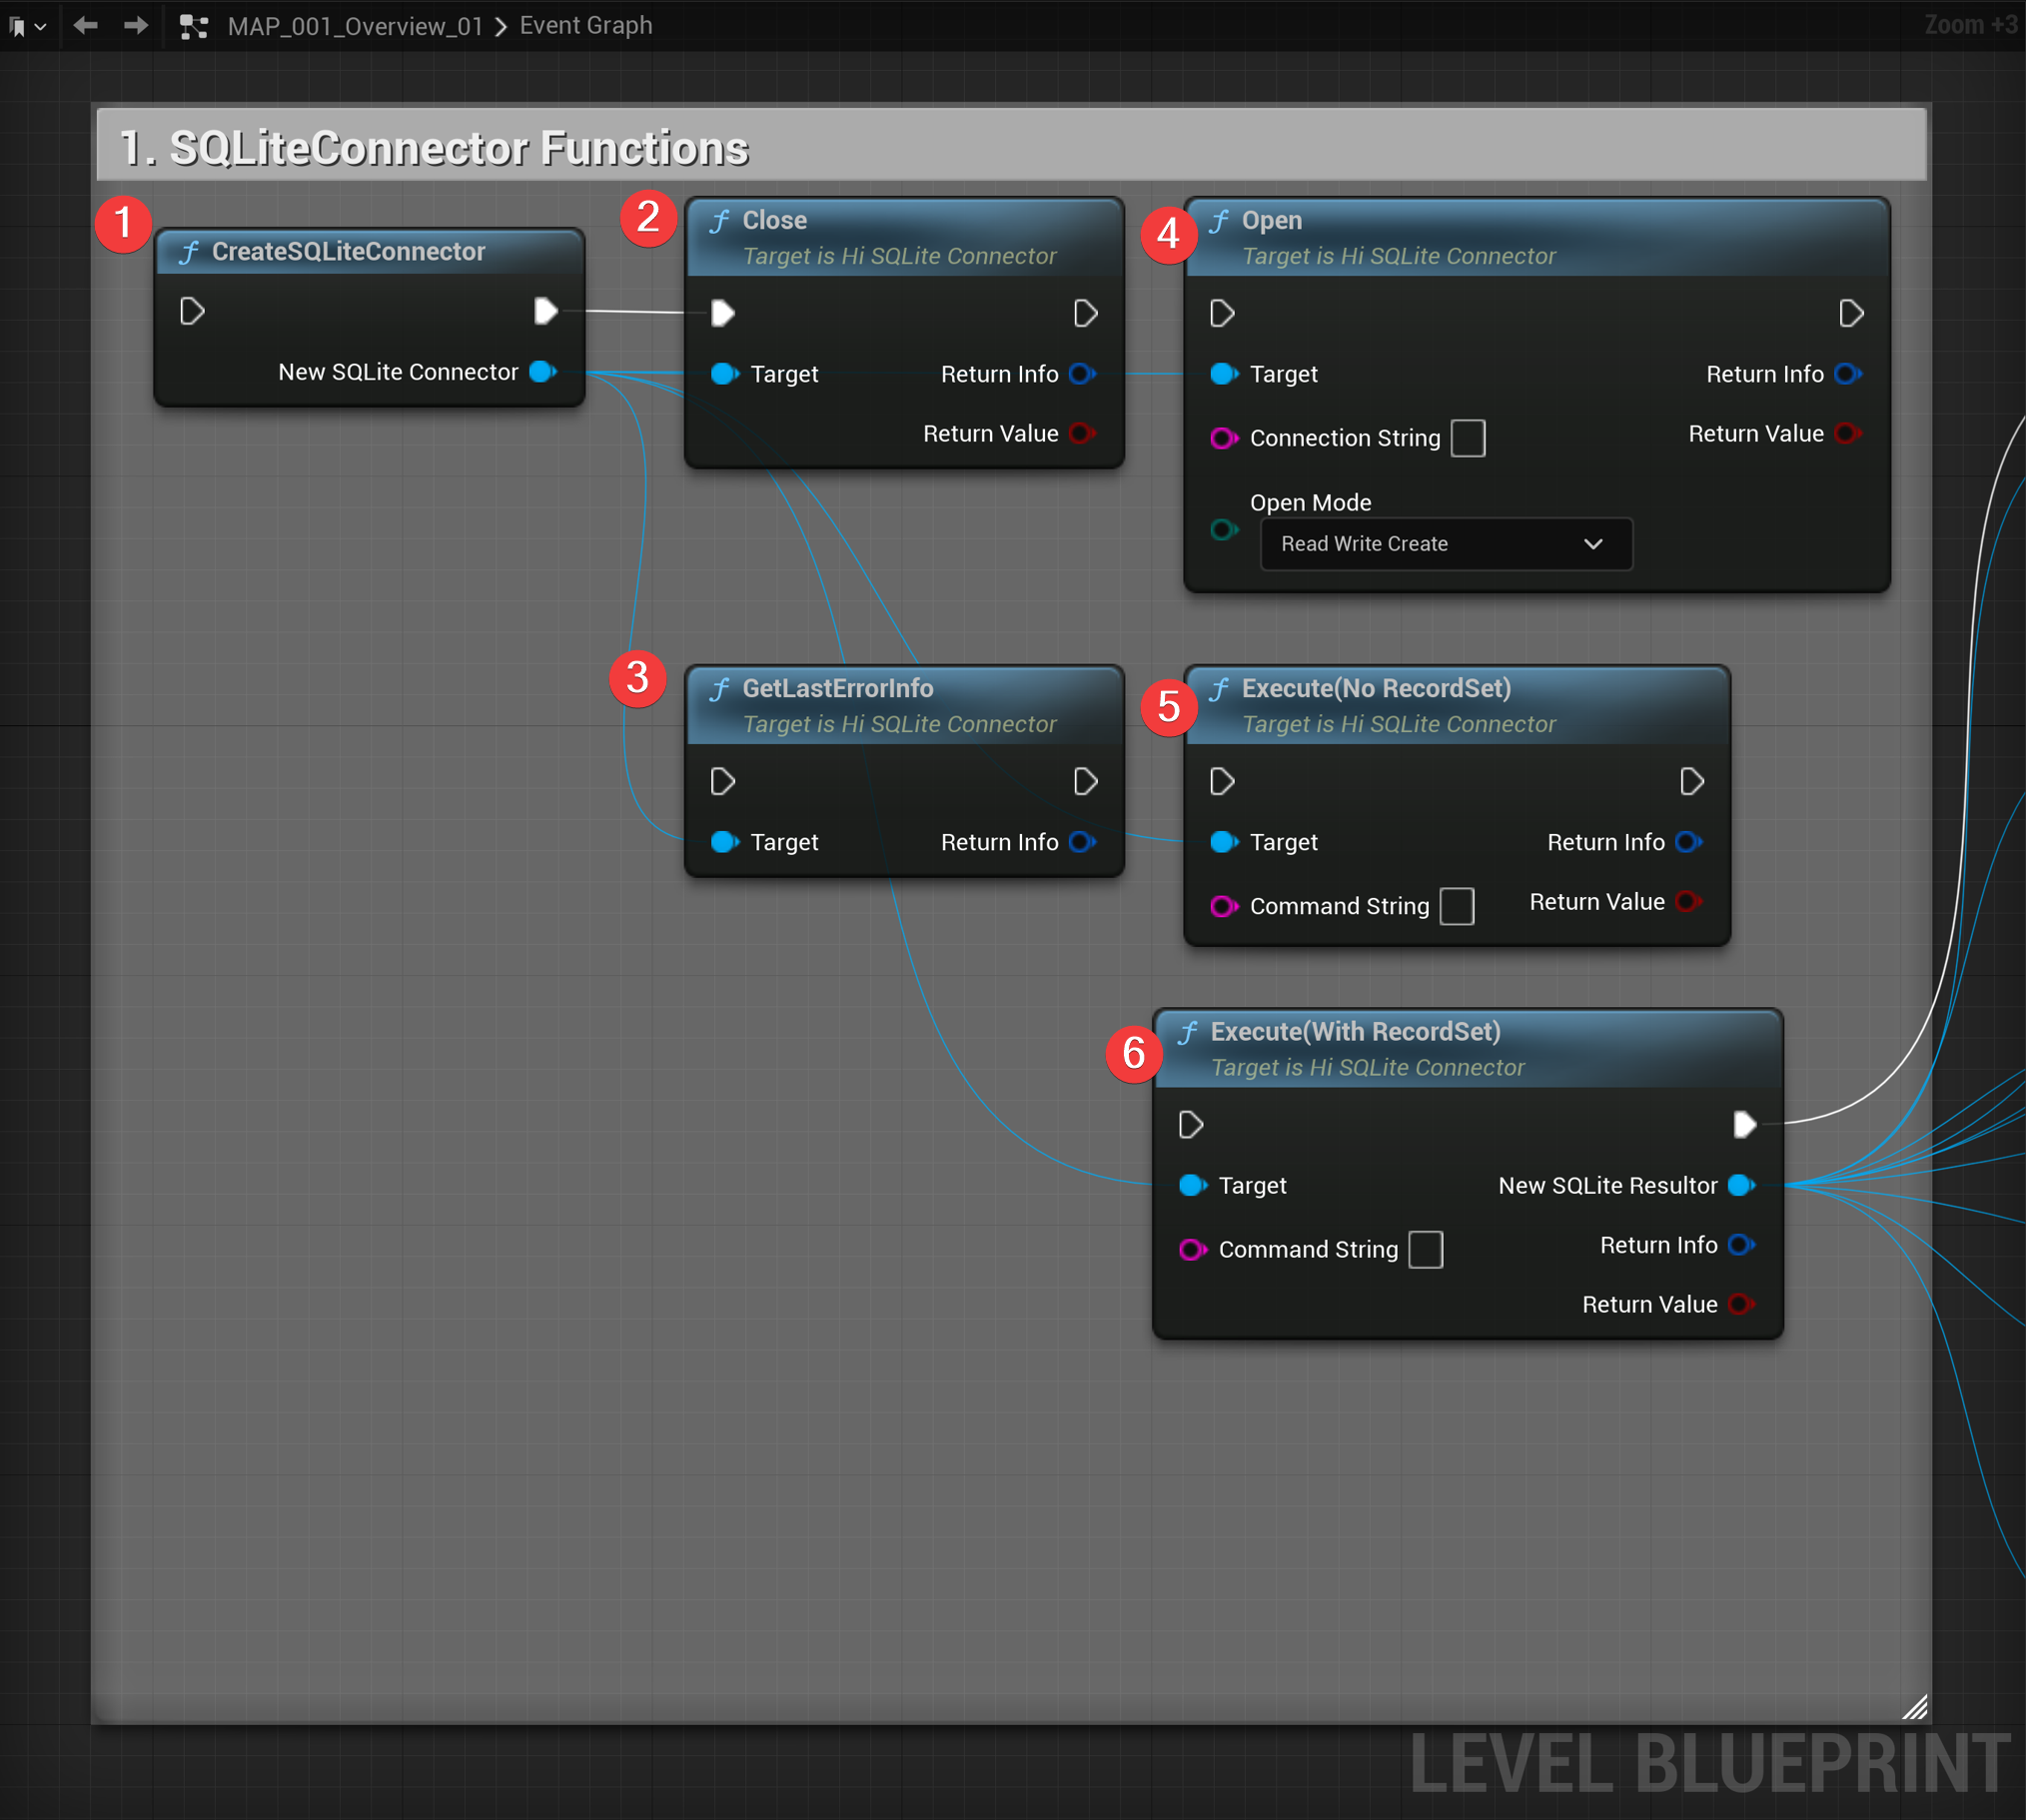 MAP_001_Overview_01 > Event Graph
Zoom +3
1. SQLiteConnector Functions
1
CreateSQLiteConnector
New SQLite Connector
2
Close
Target is Hi SQLite Connector
Target
Return Info
Return Value
4
Open
Target is Hi SQLite Connector
Target
Return Info
Connection String
Return Value
Open Mode
Read Write Create
3
GetLastErrorInfo
Target is Hi SQLite Connector
Target
Return Info
5
Execute(No RecordSet)
Target is Hi SQLite Connector
Target
Return Info
Command String
Return Value
6
Execute(With RecordSet)
Target is Hi SQLite Connector
Target
New SQLite Resultor
Command String
Return Info
Return Value
LEVEL BLUEPRINT